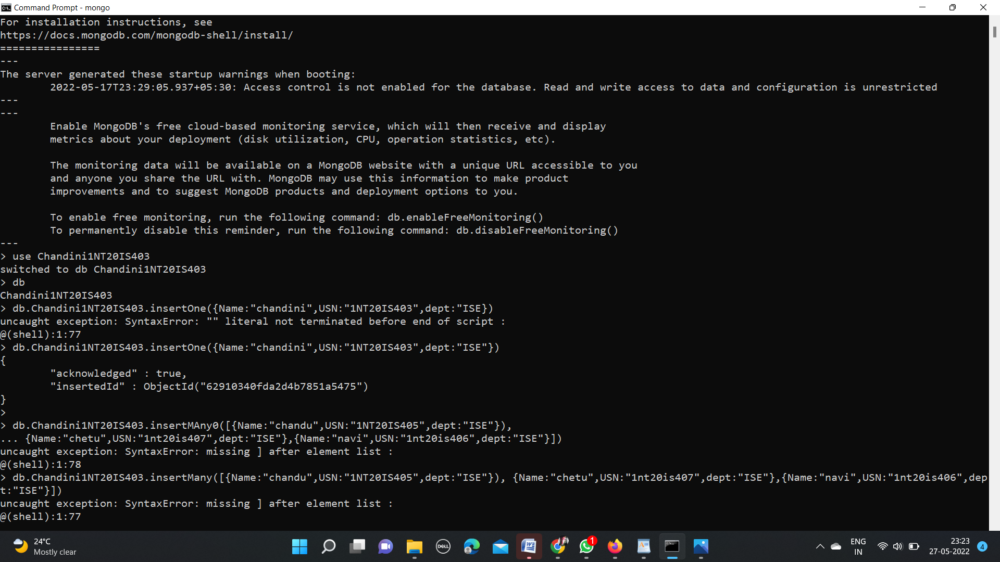 Command Prompt - mongo
For installation instructions, see
https://docs.mongodb.com/mongodb-shell/install/
================
---
The server generated these startup warnings when booting:
        2022-05-17T23:29:05.937+05:30: Access control is not enabled for the database. Read and write access to data and configuration is unrestricted
---
---
        Enable MongoDB's free cloud-based monitoring service, which will then receive and display
        metrics about your deployment (disk utilization, CPU, operation statistics, etc).

        The monitoring data will be available on a MongoDB website with a unique URL accessible to you
        and anyone you share the URL with. MongoDB may use this information to make product
        improvements and to suggest MongoDB products and deployment options to you.

        To enable free monitoring, run the following command: db.enableFreeMonitoring()
        To permanently disable this reminder, run the following command: db.disableFreeMonitoring()
---
> use Chandini1NT20IS403
switched to db Chandini1NT20IS403
> db
Chandini1NT20IS403
> db.Chandini1NT20IS403.insertOne({Name:"chandini",USN:"1NT20IS403",dept:"ISE})
uncaught exception: SyntaxError: "" literal not terminated before end of script :
@(shell):1:77
> db.Chandini1NT20IS403.insertOne({Name:"chandini",USN:"1NT20IS403",dept:"ISE"})
{
        "acknowledged" : true,
        "insertedId" : ObjectId("62910340fda2d4b7851a5475")
}
>
> db.Chandini1NT20IS403.insertMAny0([{Name:"chandu",USN:"1NT20IS405",dept:"ISE"}),
... {Name:"chetu",USN:"1nt20is407",dept:"ISE"},{Name:"navi",USN:"1nt20is406",dept:"ISE"}])
uncaught exception: SyntaxError: missing ] after element list :
@(shell):1:78
> db.Chandini1NT20IS403.insertMany([{Name:"chandu",USN:"1NT20IS405",dept:"ISE"}), {Name:"chetu",USN:"1nt20is407",dept:"ISE"},{Name:"navi",USN:"1nt20is406",dep
t:"ISE"}])
uncaught exception: SyntaxError: missing ] after element list :
@(shell):1:77
24°C
Mostly clear
DELL
W
1
ENG
IN
23:23
27-05-2022
4